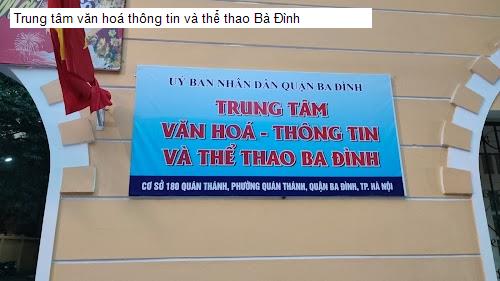 Trung tâm văn hoá thông tin và thể thao Bà Đình
UỶ BAN NHÂN DÂN QUẬN BA ĐÌNH
TRUNG TÂM
VĂN HOÁ - THÔNG TIN
VÀ THỂ THAO BA ĐÌNH
CƠ SỞ 180 QUÁN THÁNH, PHƯỜNG QUÁN THÁNH, QUẬN BA ĐÌNH, TP. HÀ NỘI